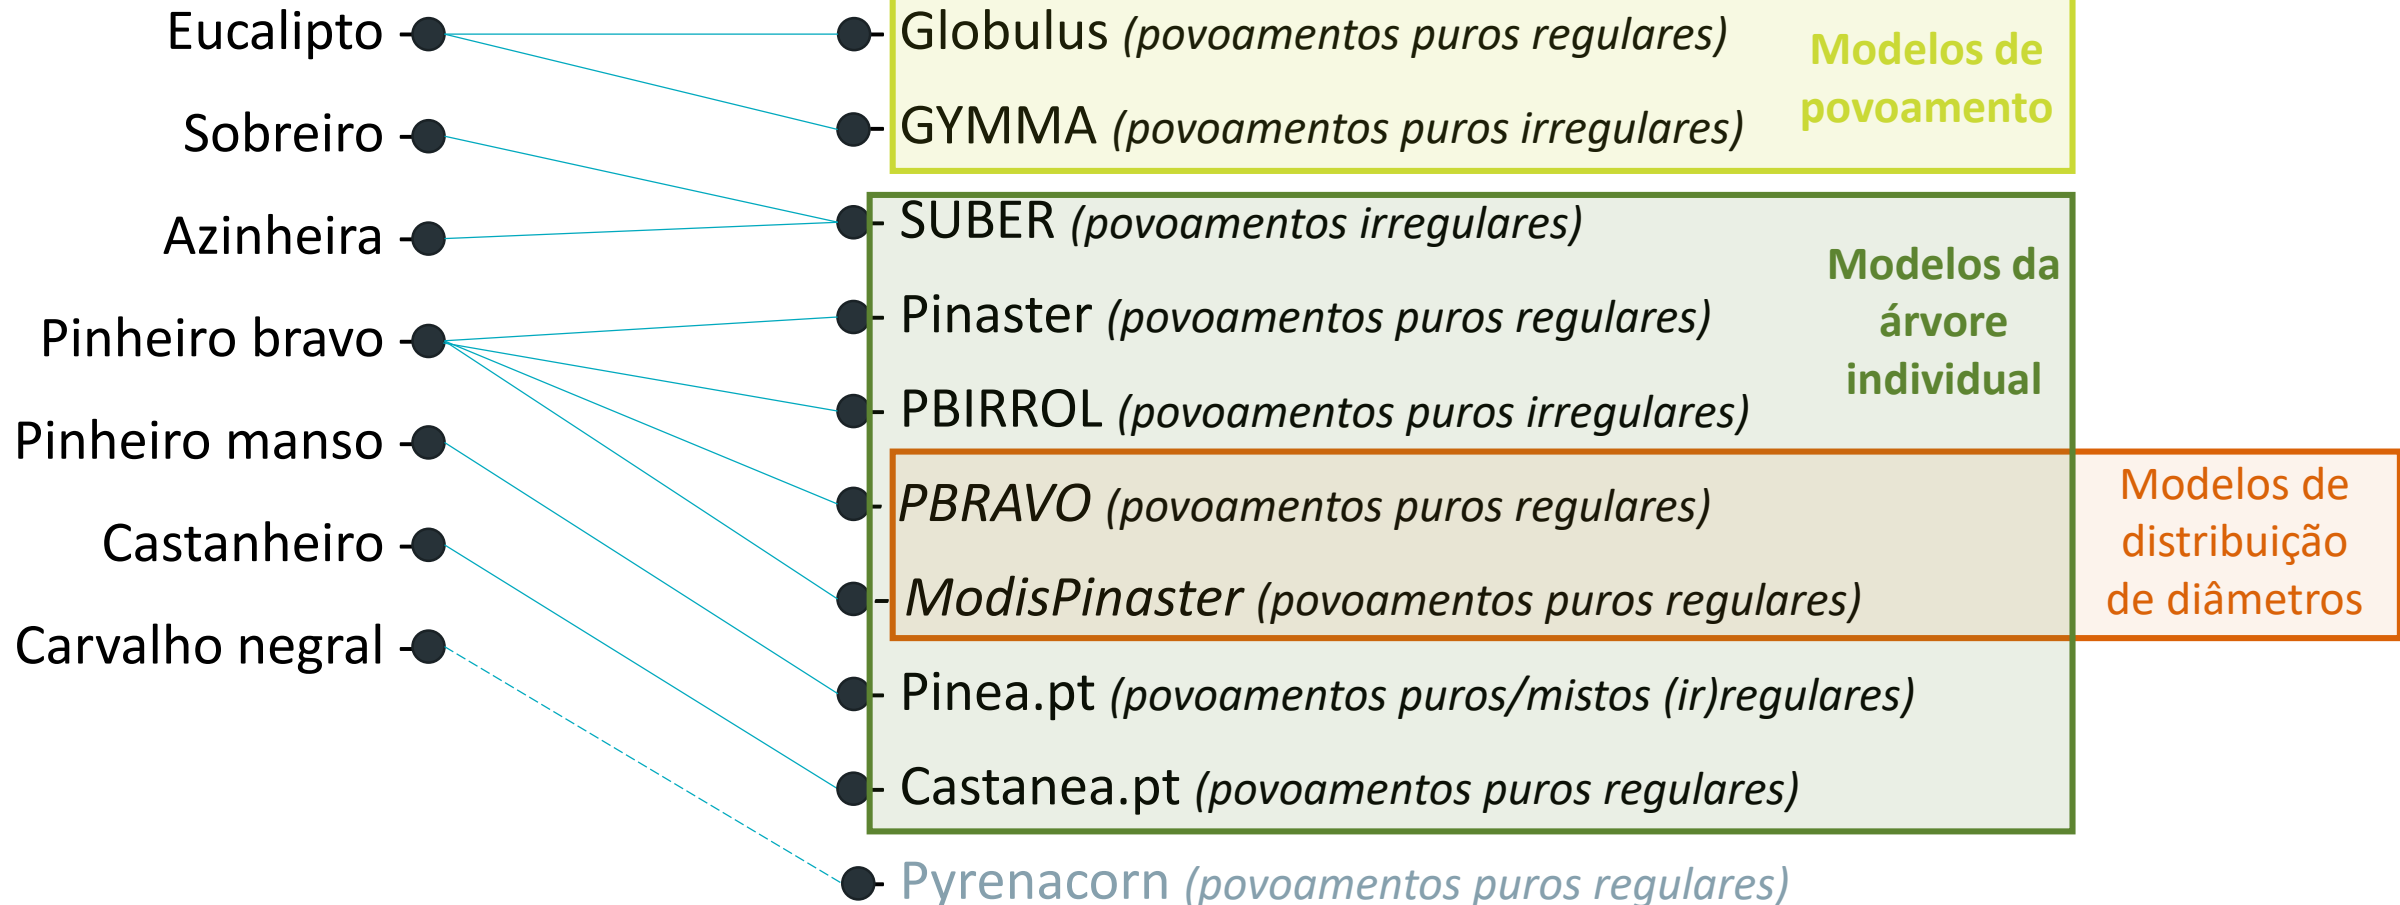 Eucalipto
Sobreiro
Azinheira
Pinheiro bravo
Pinheiro manso
Castanheiro
Carvalho negral
Globulus (povoamentos puros regulares)
GYMMA (povoamentos puros irregulares)
Modelos de
povoamento
SUBER (povoamentos irregulares)
Pinaster (povoamentos puros regulares)
PBIRROL (povoamentos puros irregulares)
PBRAVO (povoamentos puros regulares)
ModisPinaster (povoamentos puros regulares)
Pinea.pt (povoamentos puros/mistos (ir)regulares)
Castanea.pt (povoamentos puros regulares)
Modelos da
árvore
individual
Modelos de
distribuição
de diâmetros
Pyrenacorn (povoamentos puros regulares)